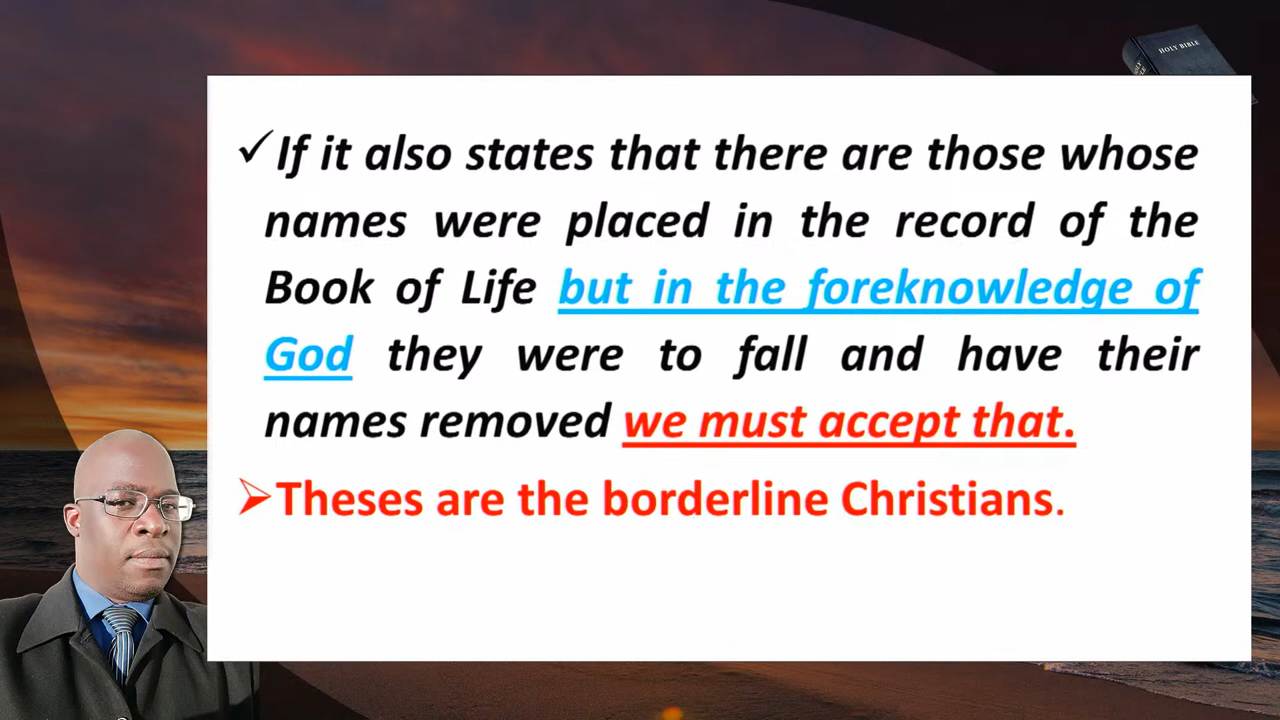 HOLY BIBLE
✓If it also states that there are those whose
names were placed in the record of the
Book of Life but in the foreknowledge of
God they were to fall and have their
names removed we must accept that.
➢Theses are the borderline Christians.